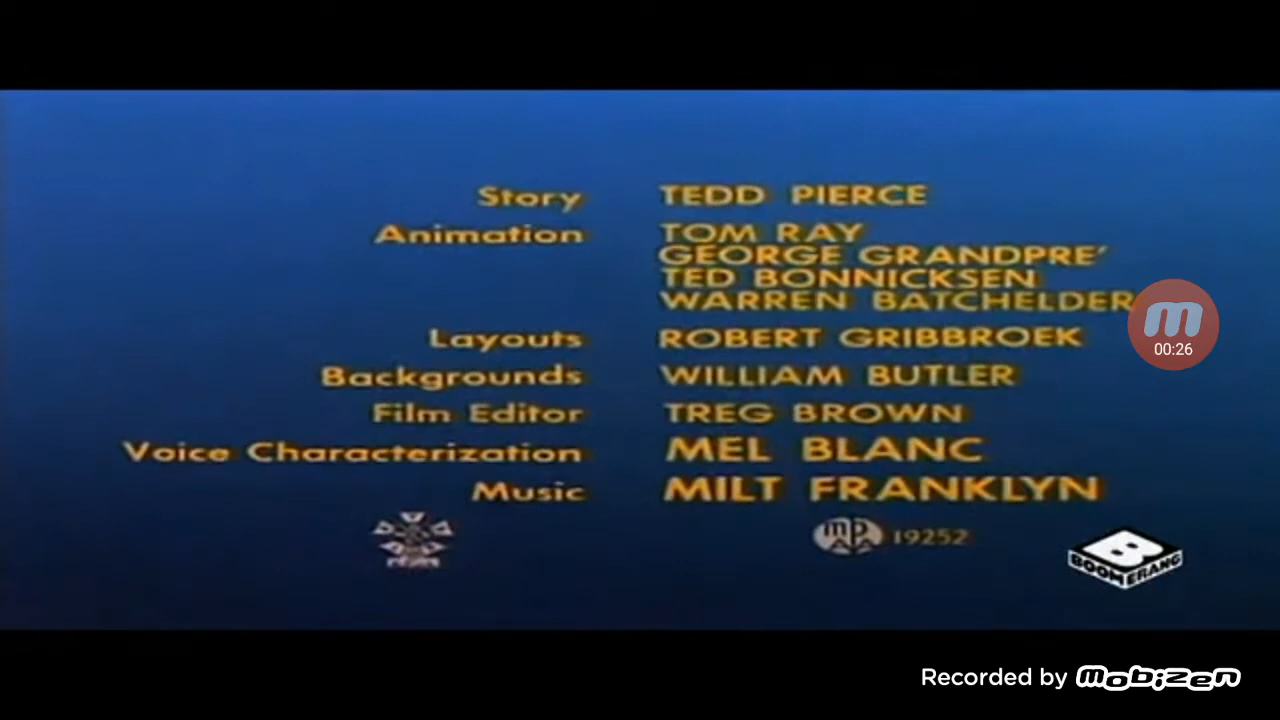 Story TEDD PIERCE
Animation TOM RAY
GEORGE GRANDPRE'
TED BONNICKSEN
WARREN BATCHELDER
m
00:26
Layouts ROBERT GRIBBROEK
Backgrounds WILLIAM BUTLER
Film Editor TREG BROWN
Voice Characterization MEL BLANC
Music MILT FRANKLYN
MPAA 19252
B
BOOMERANG
Recorded by mobizen